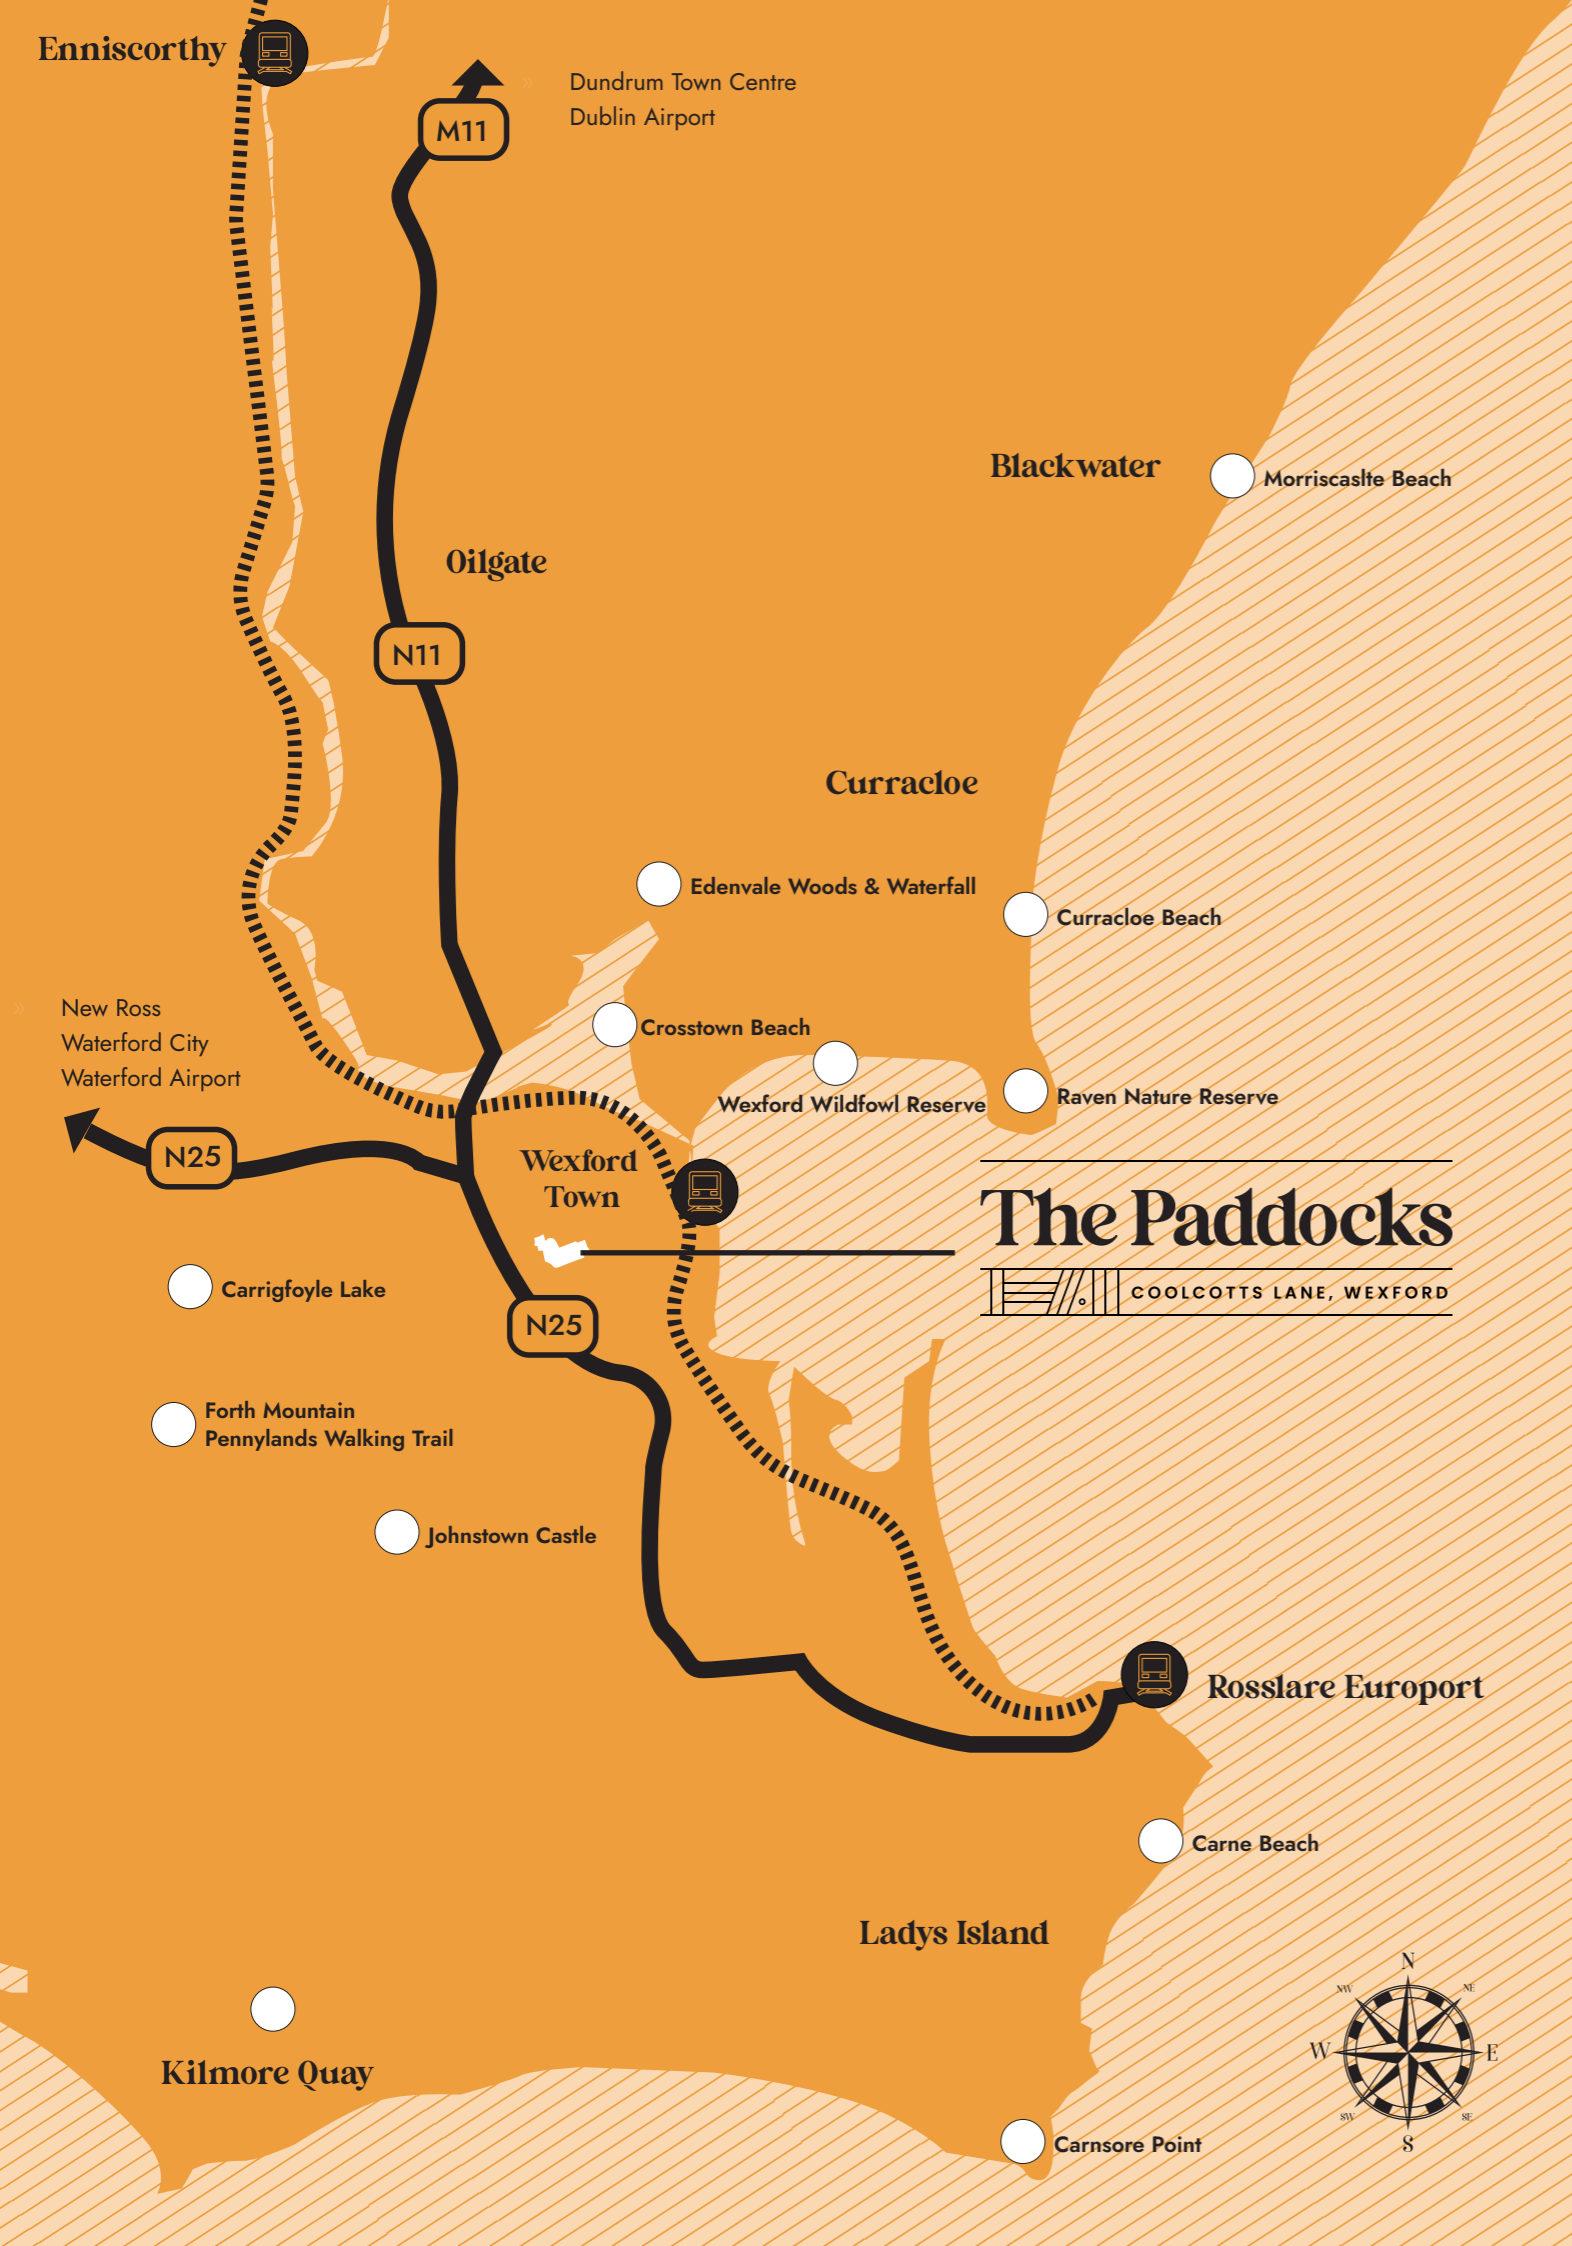 Enniscorthy
M11
»
Dundrum Town Centre
Dublin Airport
Blackwater
Morriscaslte Beach
Oilgate
N11
Curracloe
Edenvale Woods & Waterfall
Curracloe Beach
»
New Ross
Waterford City
Waterford Airport
Crosstown Beach
Wexford Wildfowl Reserve
Raven Nature Reserve
N25
Wexford
Town
The Paddocks
COOLCOTTS LANE, WEXFORD
Carrigfoyle Lake
N25
Forth Mountain
Pennylands Walking Trail
Johnstown Castle
Rosslare Europort
Carne Beach
Ladys Island
Kilmore Quay
Carnsore Point
N
NW
NE
W
E
SW
SE
S